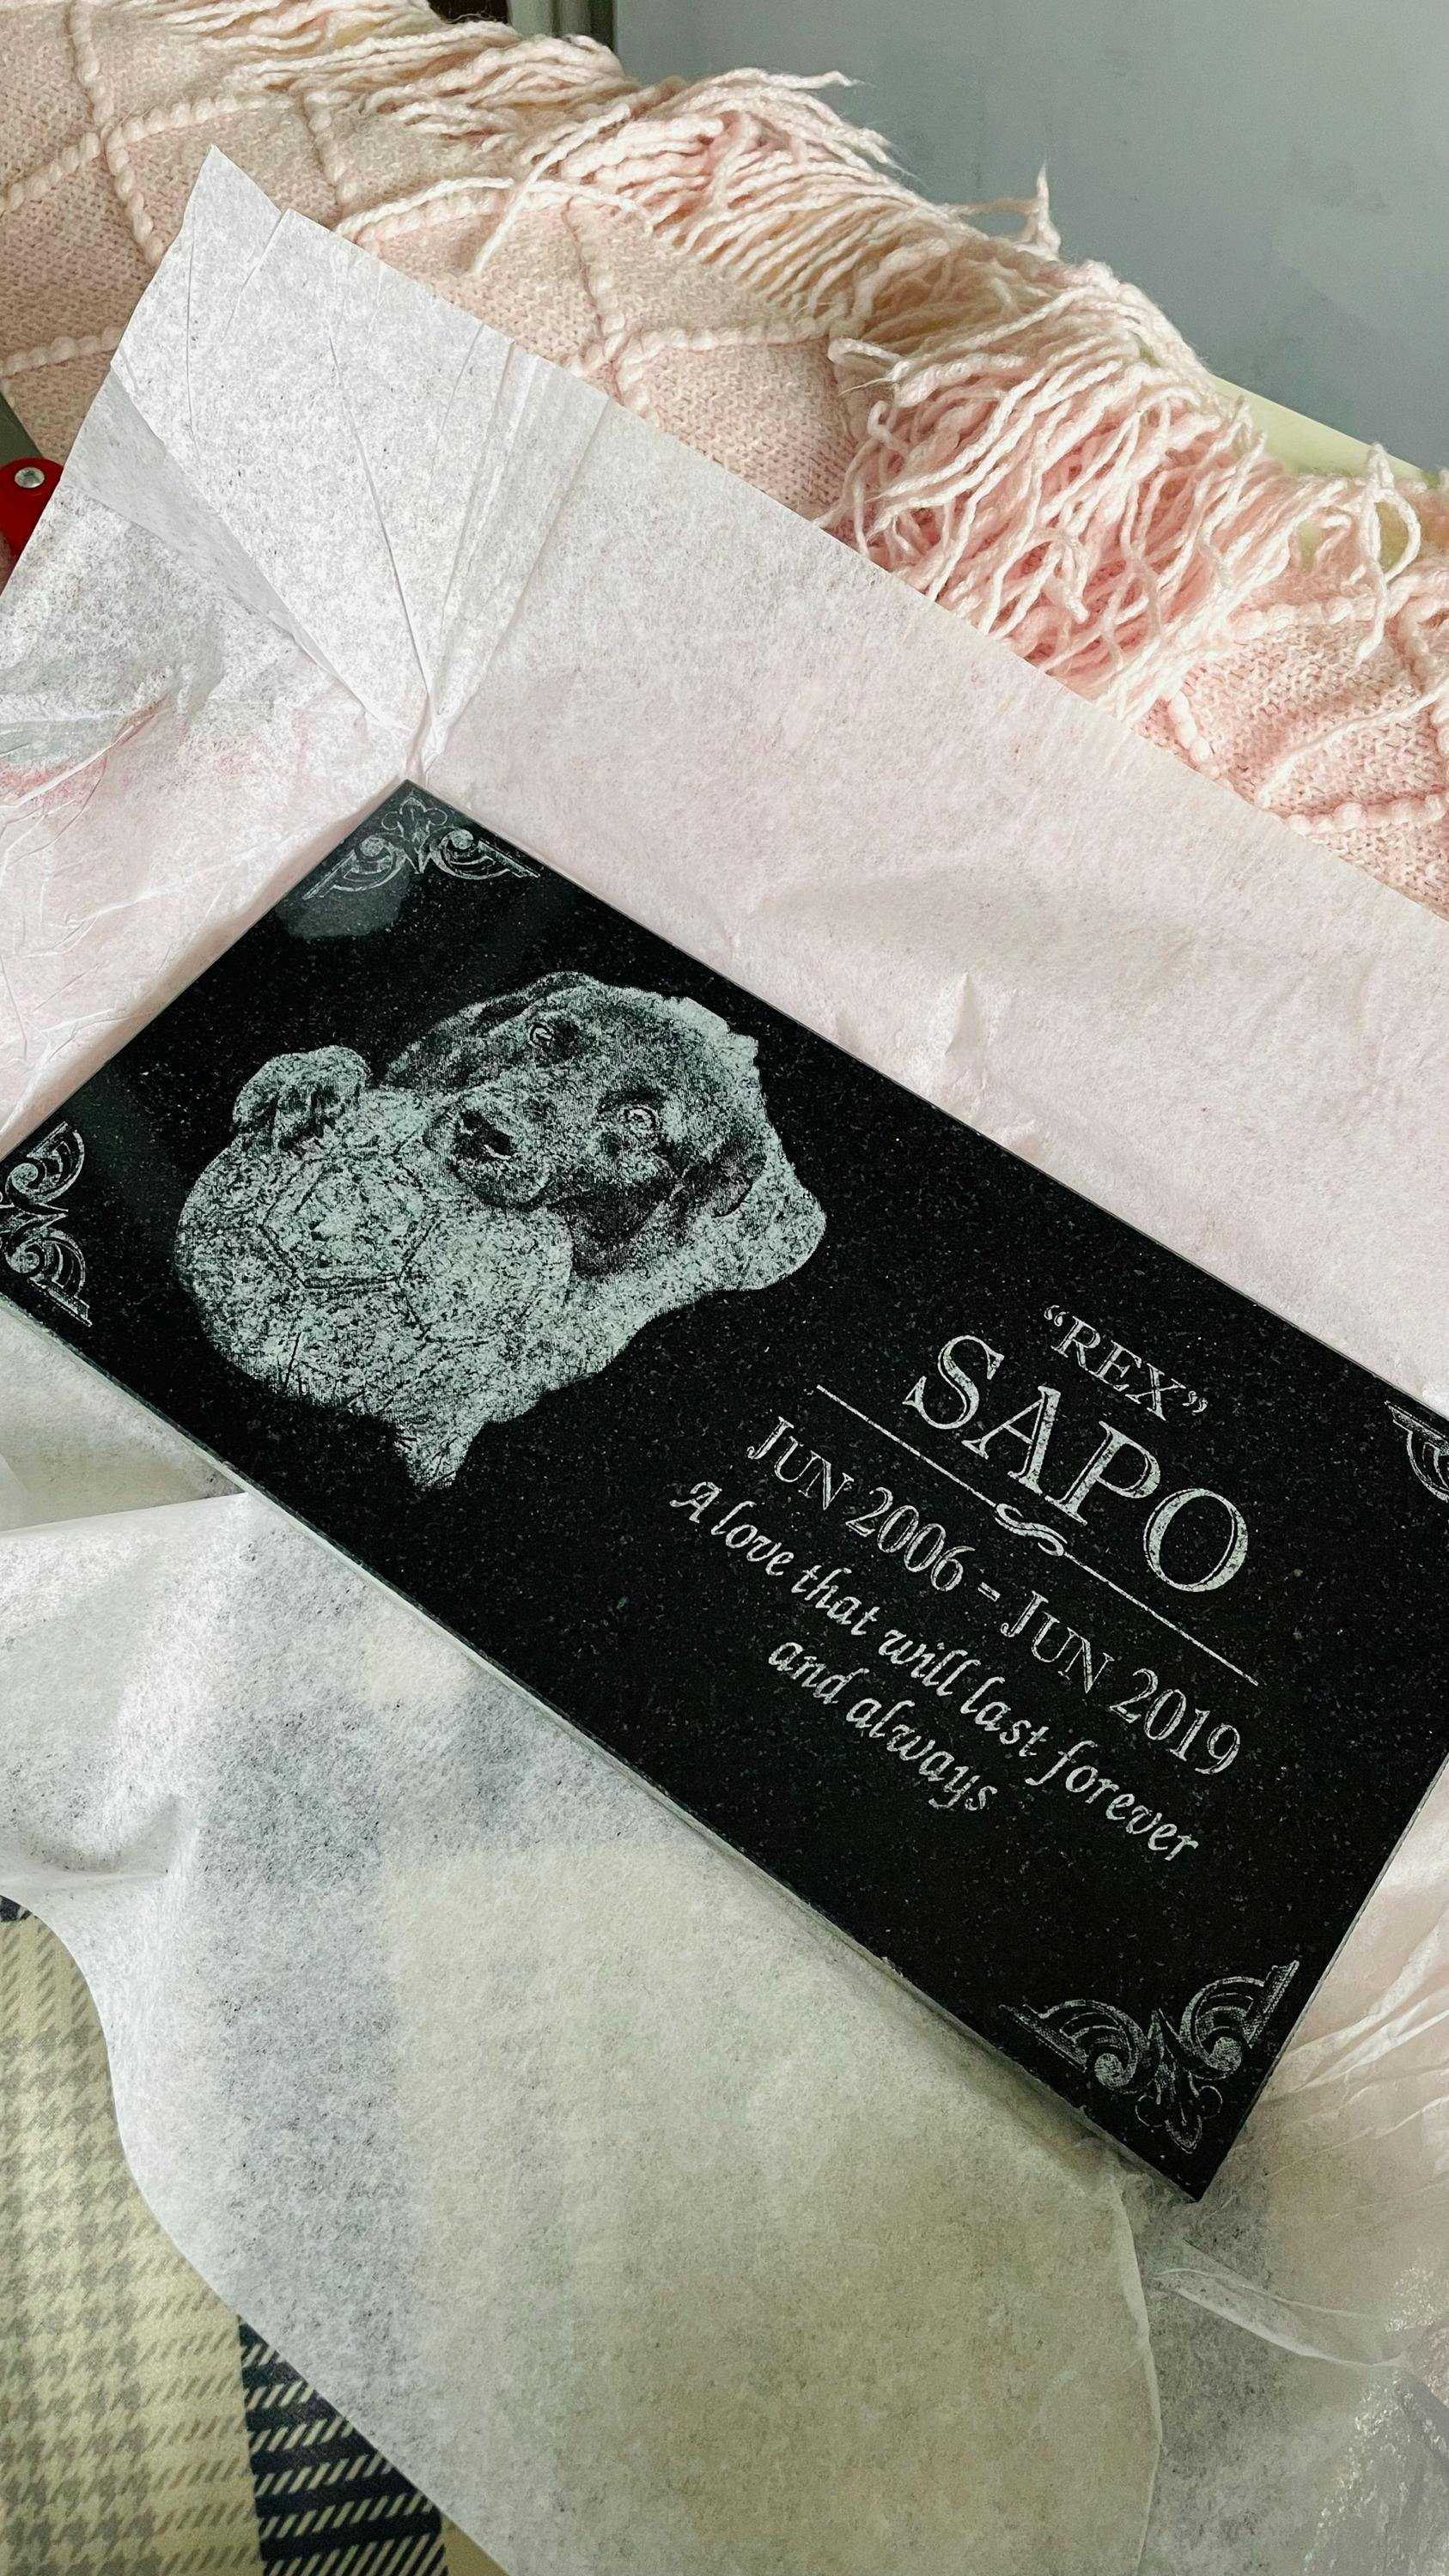 “REX”
SAPO
JUN 2006 - JUN 2019
A love that will last forever
and always